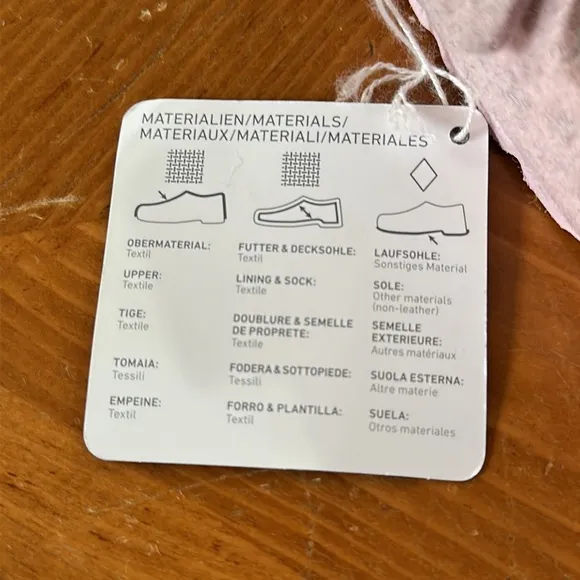 MATERIALIEN/MATERIALS/
MATERIAUX/MATERIALI/MATERIALES
OBERMATERIAL:
Textil
UPPER:
Textile
TIGE:
Textile
TOMAIA:
Tessili
EMPEINE:
Textil
FUTTER & DECKSOHLE:
Textil
LINING & SOCK:
Textile
DOUBLURE & SEMELLE
DE PROPRETE:
Textile
FODERA & SOTTOPIEDE:
Tessili
FORRO & PLANTILLA:
Textil
LAUFSOHLE:
Sonstiges Material
SOLE:
Other materials
(non-leather)
SEMELLE
EXTERIEURE:
Autres matériaux
SUOLA ESTERNA:
Altre materie
SUELA:
Otros materiales